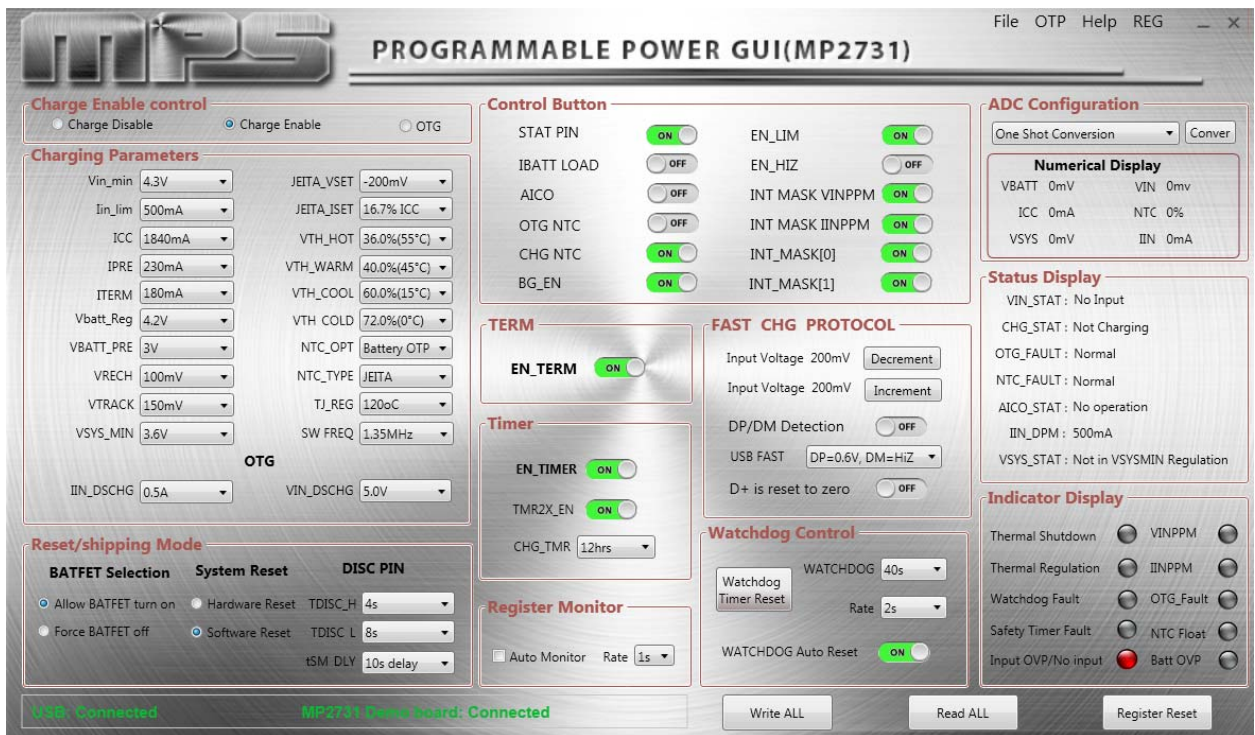 mps
PROGRAMMABLE POWER GUI(MP2731)
File OTP Help REG
Charge Enable control
Charge Disable Charge Enable OTG
Charging Parameters
Vin_min 4.3V JEITA_VSET -200mV
Iin_lim 500mA JEITA_ISET 16.7% ICC
ICC 1840mA VTH_HOT 36.0%(55°C)
IPRE 230mA VTH_WARM 40.0%(45°C)
ITERM 180mA VTH_COOL 60.0%(15°C)
Vbatt_Reg 4.2V VTH COLD 72.0%(0°C)
VBATT_PRE 3V NTC_OPT Battery OTP
VRECH 100mV NTC_TYPE JEITA
VTRACK 150mV TJ_REG 120oC
VSYS_MIN 3.6V SW FREQ 1.35MHz
OTG
IIN_DSCHG 0.5A VIN_DSCHG 5.0V
Reset/shipping Mode
BATFET Selection System Reset DISC PIN
Allow BATFET turn on Hardware Reset TDISC_H 4s
Force BATFET off Software Reset TDISC L 8s
tSM DLY 10s delay
Control Button
STAT PIN ON EN_LIM ON
IBATT LOAD OFF EN_HIZ OFF
AICO OFF INT MASK VINPPM ON
OTG NTC OFF INT MASK IINPPM ON
CHG NTC ON INT_MASK[0] ON
BG_EN ON INT_MASK[1] ON
TERM
EN_TERM ON
Timer
EN_TIMER ON
TMR2X_EN ON
CHG_TMR 12hrs
Register Monitor
Auto Monitor Rate 1s
FAST CHG PROTOCOL
Input Voltage 200mV Decrement
Input Voltage 200mV Increment
DP/DM Detection OFF
USB FAST DP=0.6V, DM=HiZ
D+ is reset to zero OFF
Watchdog Control
Watchdog Timer Reset WATCHDOG 40s
Rate 2s
WATCHDOG Auto Reset ON
ADC Configuration
One Shot Conversion Conver
Numerical Display
VBATT 0mV VIN 0mv
ICC 0mA NTC 0%
VSYS 0mV IIN 0mA
Status Display
VIN_STAT : No Input
CHG_STAT : Not Charging
OTG_FAULT : Normal
NTC_FAULT : Normal
AICO_STAT : No operation
IIN_DPM : 500mA
VSYS_STAT : Not in VSYSMIN Regulation
Indicator Display
Thermal Shutdown VINPPM
Thermal Regulation IINPPM
Watchdog Fault OTG_Fault
Safety Timer Fault NTC Float
Input OVP/No input Batt OVP
USB: Connected MP2731 Demo board: Connected
Write ALL Read ALL Register Reset